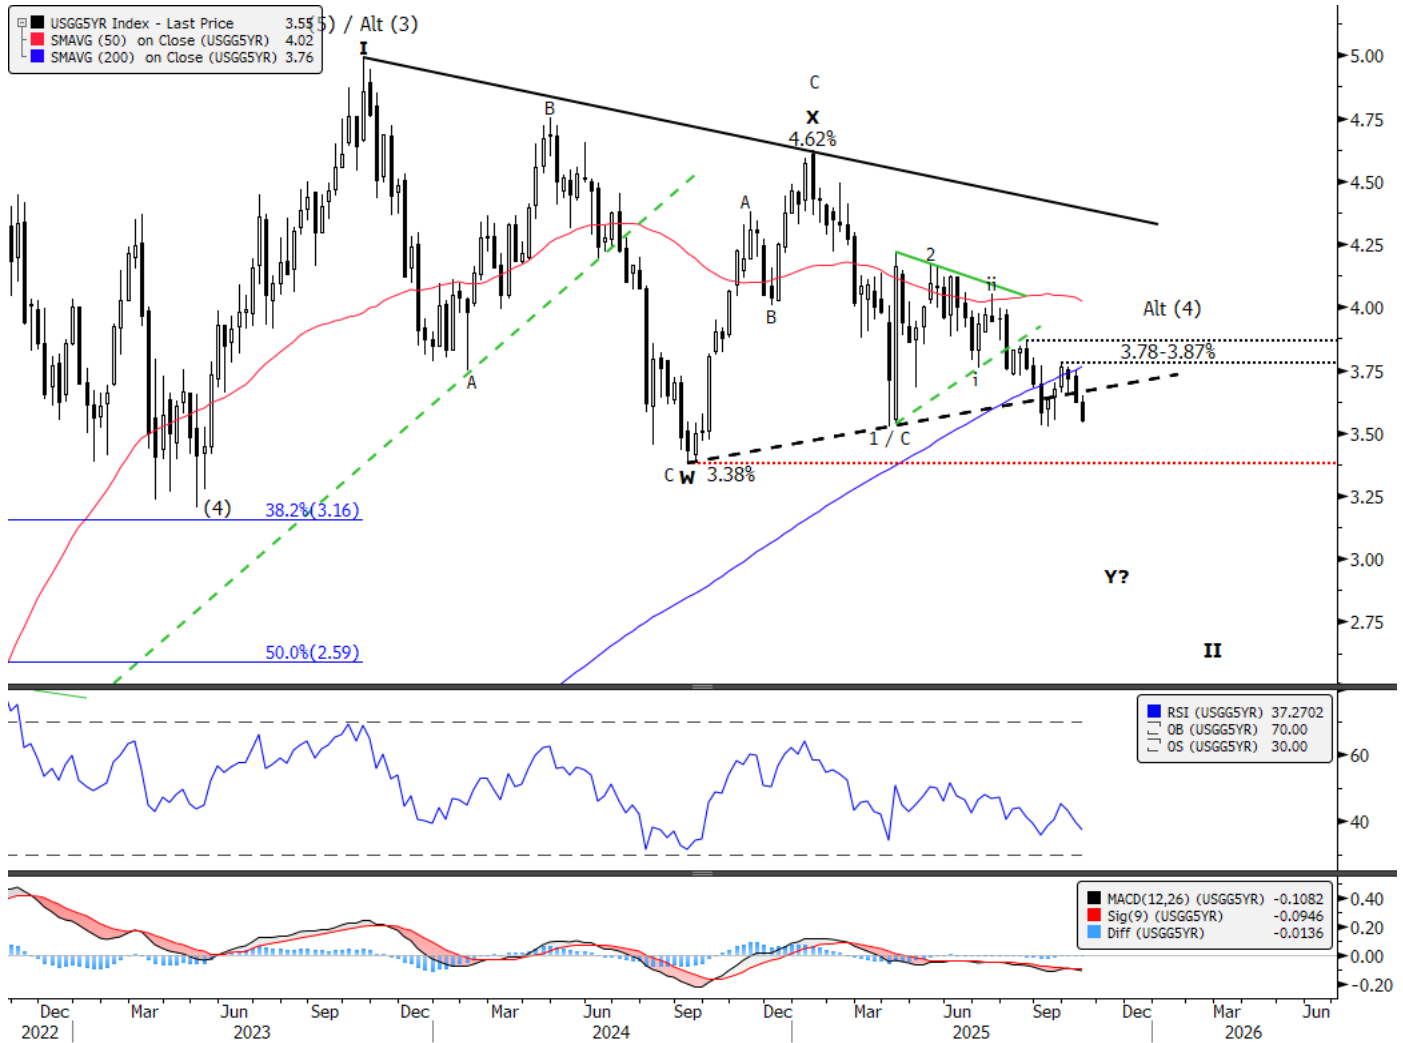 USGG5YR Index - Last Price 3.55
SMAVG (50) on Close (USGG5YR) 4.02
SMAVG (200) on Close (USGG5YR) 3.76
(5) / Alt (3)
I
B
C
X
4.62%
A
B
A
C W 3.38%
(4)
38.2%(3.16)
50.0%(2.59)
2
ii
i
1 / C
Alt (4)
3.78-3.87%
Y?
II
5.00
4.75
4.50
4.25
4.00
3.75
3.50
3.25
3.00
2.75
RSI (USGG5YR) 37.2702
OB (USGG5YR) 70.00
OS (USGG5YR) 30.00
60
40
MACD(12,26) (USGG5YR) -0.1082
Sig(9) (USGG5YR) -0.0946
Diff (USGG5YR) -0.0136
0.40
0.20
0.00
-0.20
Dec Mar Jun Sep Dec Mar Jun Sep Dec Mar Jun Sep Dec Mar Jun
2022 2023 2024 2025 2026